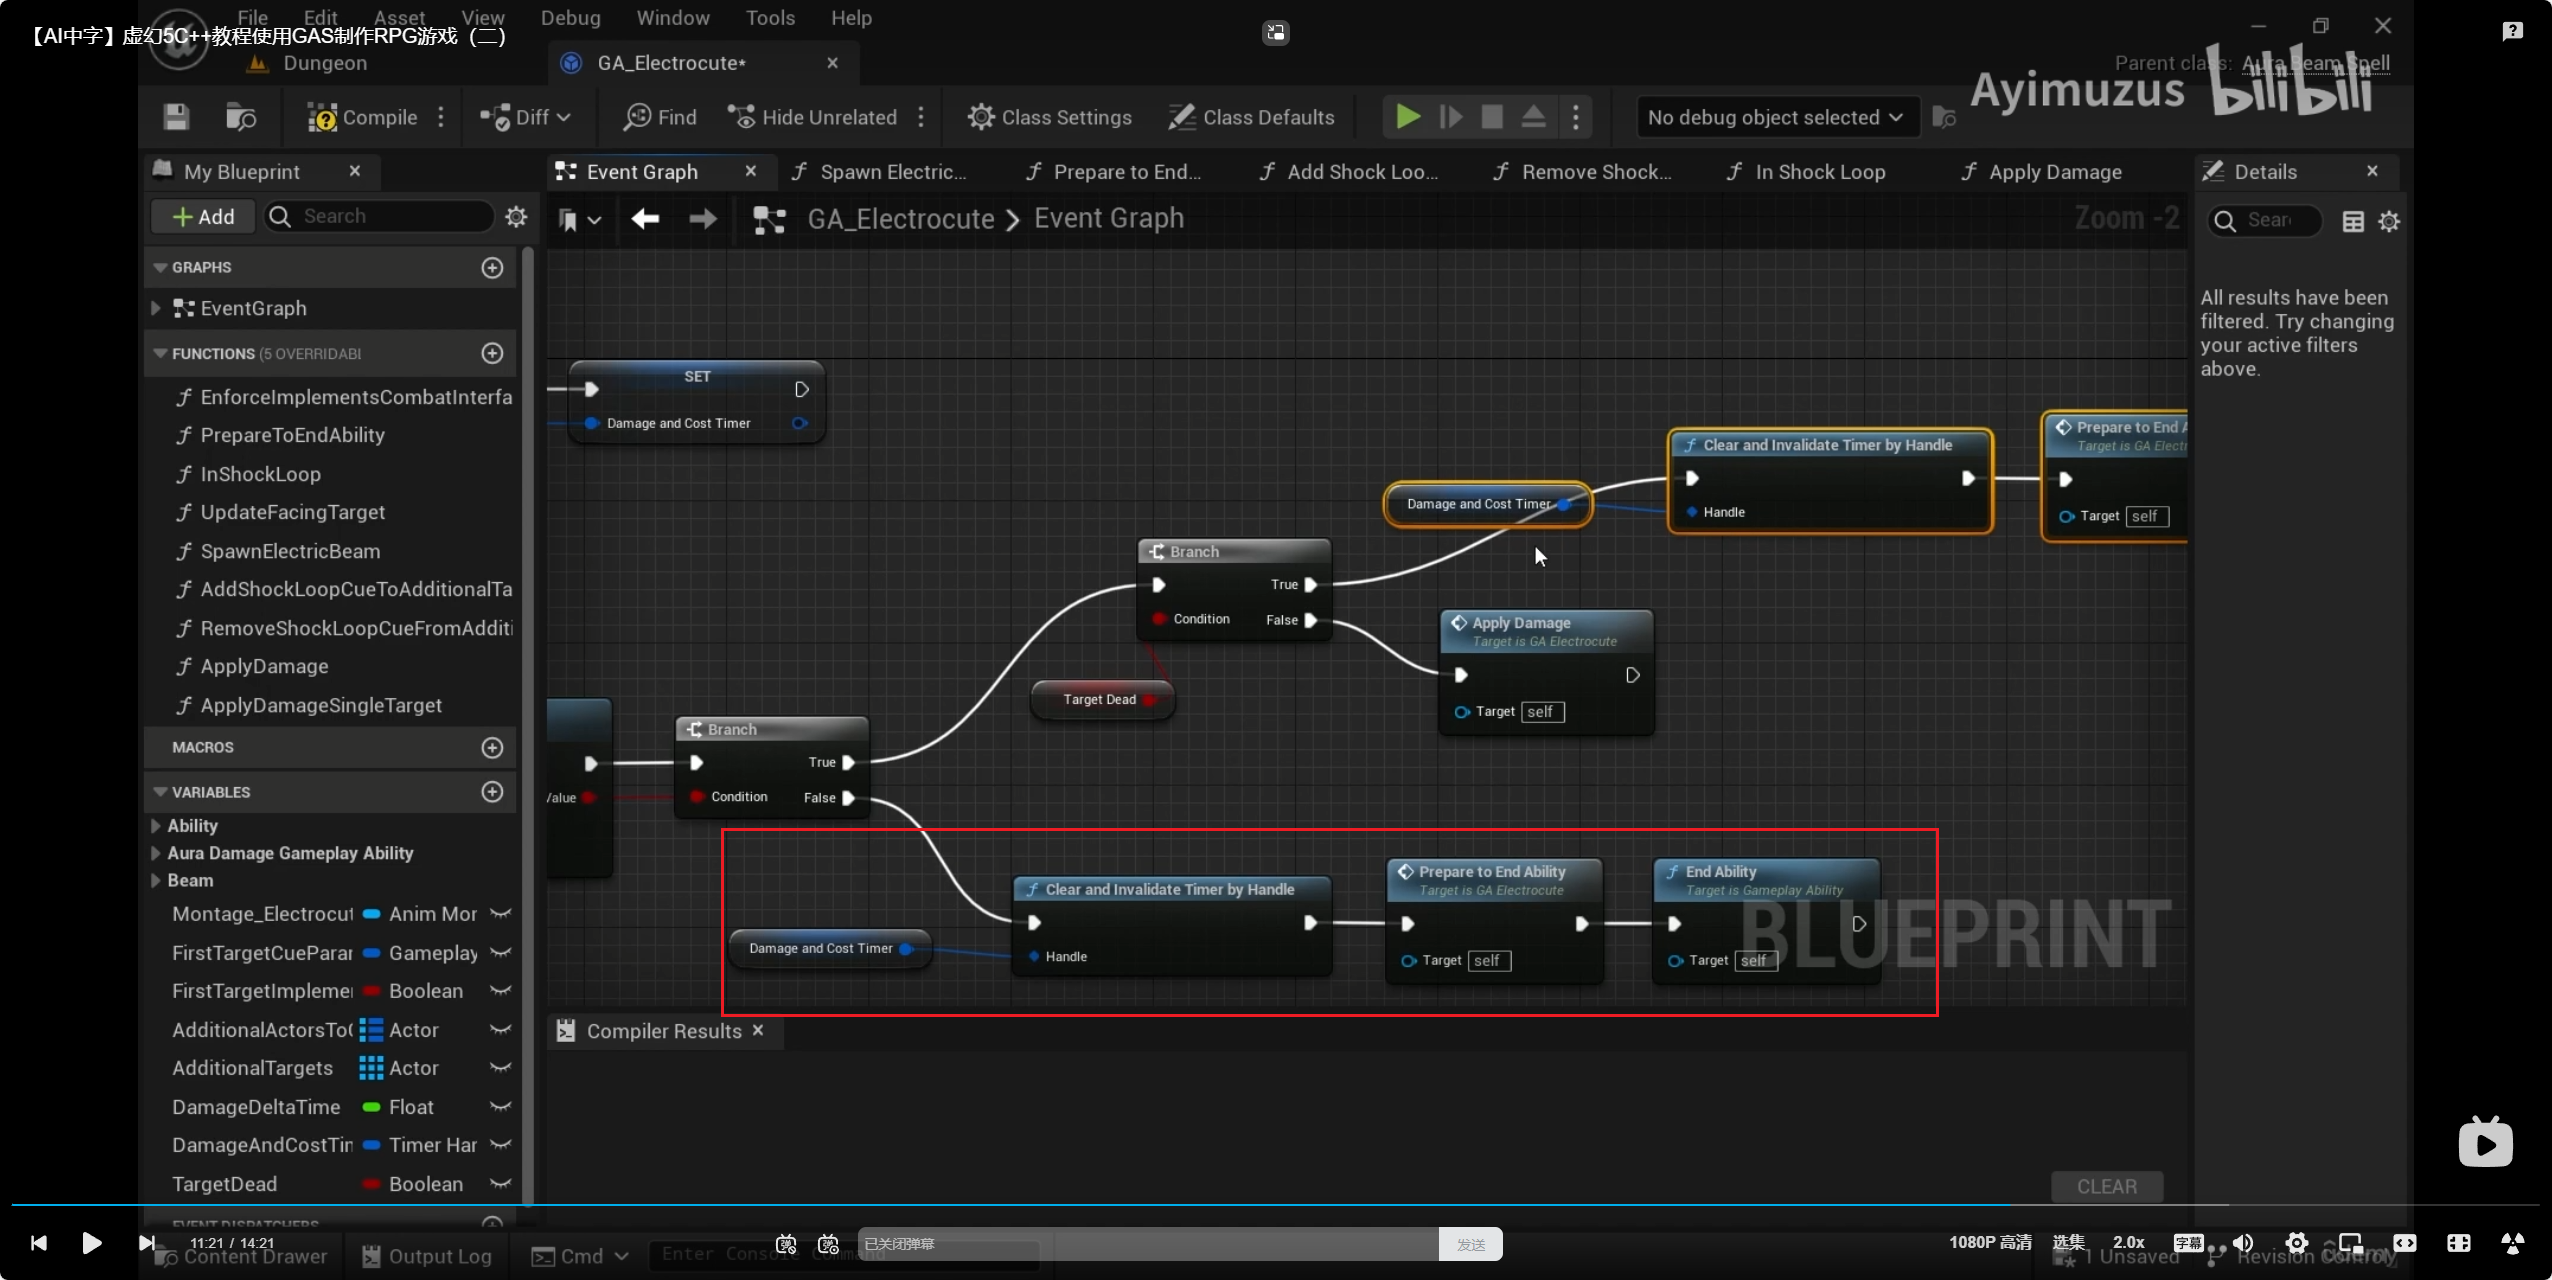 File Edit Asset View Debug Window Tools Help
【AI中字】虚幻5C++教程使用GAS制作RPG游戏（二）
Dungeon
GA_Electrocute*
Parent class: Aura Beam Spell
Ayimuzus bilibili
Compile
Diff
Find
Hide Unrelated
Class Settings
Class Defaults
No debug object selected
My Blueprint
Event Graph
Spawn Electric...
Prepare to End...
Add Shock Loo...
Remove Shock...
In Shock Loop
Apply Damage
Details
Add
Search
GA_Electrocute > Event Graph
Zoom -2
Sear
GRAPHS
EventGraph
FUNCTIONS (5 OVERRIDABL
EnforceImplementsCombatInterfa
PrepareToEndAbility
InShockLoop
UpdateFacingTarget
SpawnElectricBeam
AddShockLoopCueToAdditionalTa
RemoveShockLoopCueFromAdditi
ApplyDamage
ApplyDamageSingleTarget
MACROS
VARIABLES
Ability
Aura Damage Gameplay Ability
Beam
Montage_Electrocut Anim Mor
FirstTargetCueParar Gameplay
FirstTargetImplemer Boolean
AdditionalActorsTo Actor
AdditionalTargets Actor
DamageDeltaTime Float
DamageAndCostTin Timer Har
TargetDead Boolean
EVENT DISPATCHERS
All results have been
filtered. Try changing
your active filters
above.
SET
Damage and Cost Timer
Clear and Invalidate Timer by Handle
Handle
Prepare to End A
Target is GA Electr
Target self
Damage and Cost Timer
Branch
True
Condition False
Apply Damage
Target is GA Electrocute
Target self
Target Dead
Branch
True
Value
Condition False
Clear and Invalidate Timer by Handle
Damage and Cost Timer
Handle
Prepare to End Ability
Target is GA Electrocute
Target self
End Ability
Target is Gameplay Ability
Target self
BLUEPRINT
Compiler Results
CLEAR
11:21 / 14:21
已关闭弹幕
发送
1080P 高清
选集
2.0x
字幕
Content Drawer
Output Log
Cmd
Enter Console Command
1 Unsaved
Revision Control